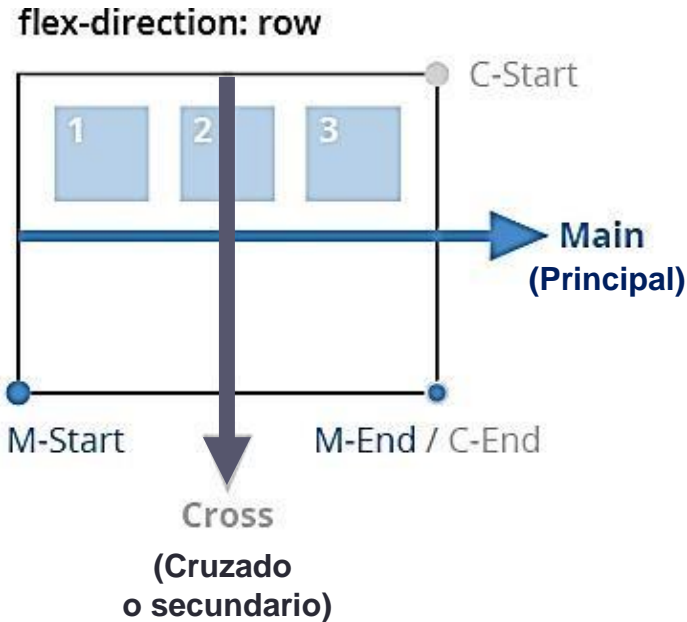 flex-direction: row
C-Start
1 2 3
Main
(Principal)
M-Start
M-End / C-End
Cross
(Cruzado
o secundario)